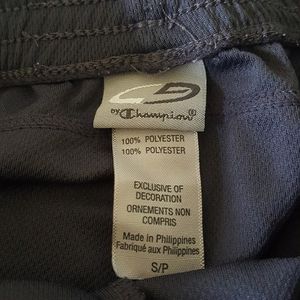 BY Champion®
100% POLYESTER
100% POLYESTER
EXCLUSIVE OF
DECORATION
ORNEMENTS NON
COMPRIS
Made in Philippines
Fabriqué aux Philippines
S/P